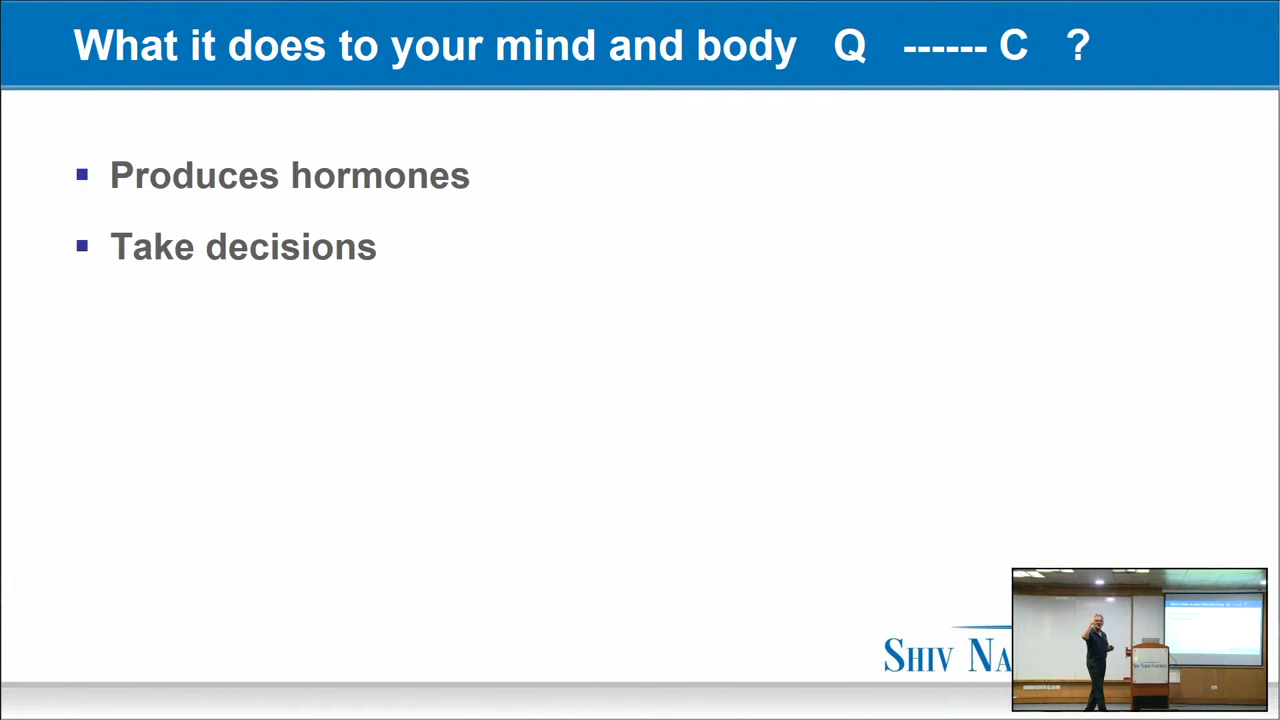 What it does to your mind and body Q ------ C ?
Produces hormones
Take decisions
SHIV NA